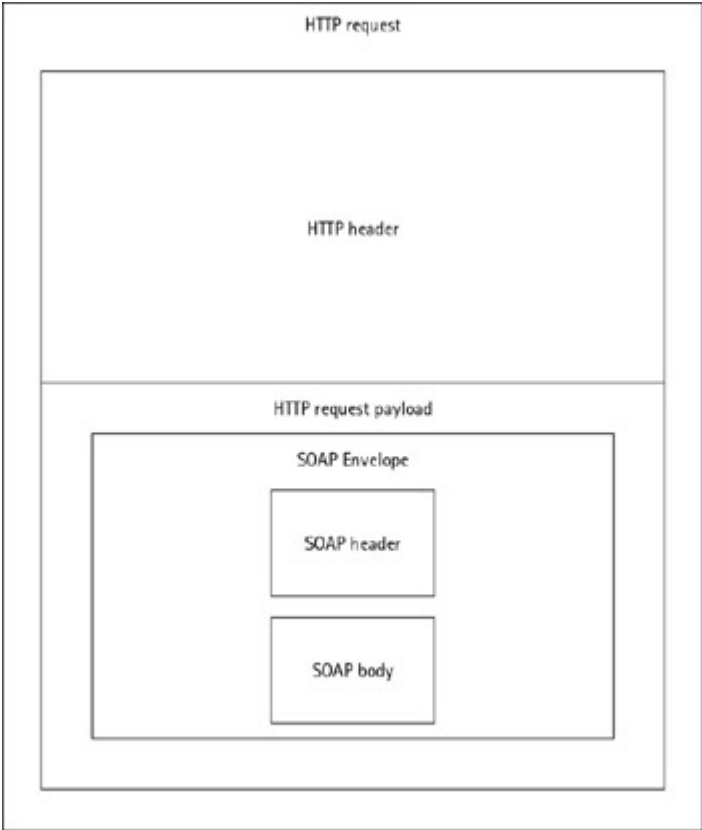 HTTP request
HTTP header
HTTP request payload
SOAP Envelope
SOAP header
SOAP body